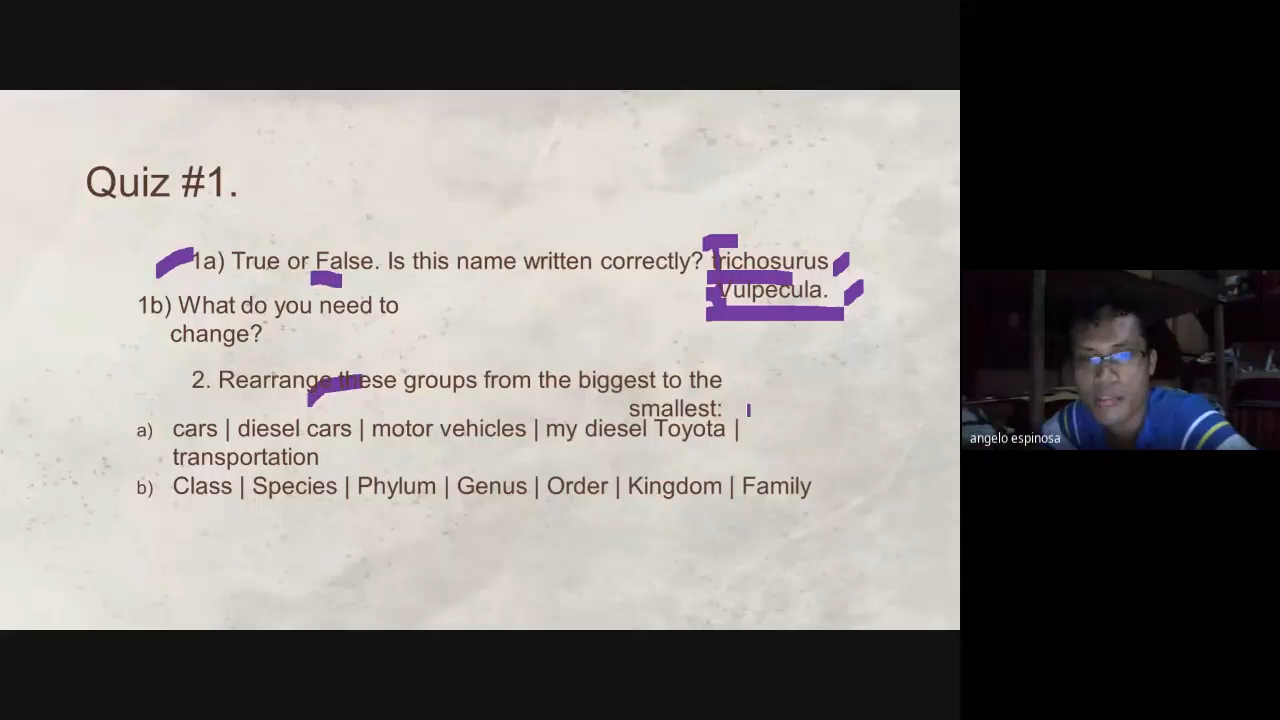 Quiz #1.
1a) True or False. Is this name written correctly? trichosurus
Vulpecula.
1b) What do you need to
change?
2. Rearrange these groups from the biggest to the
smallest:
a) cars | diesel cars | motor vehicles | my diesel Toyota |
transportation
b) Class | Species | Phylum | Genus | Order | Kingdom | Family
angelo espinosa